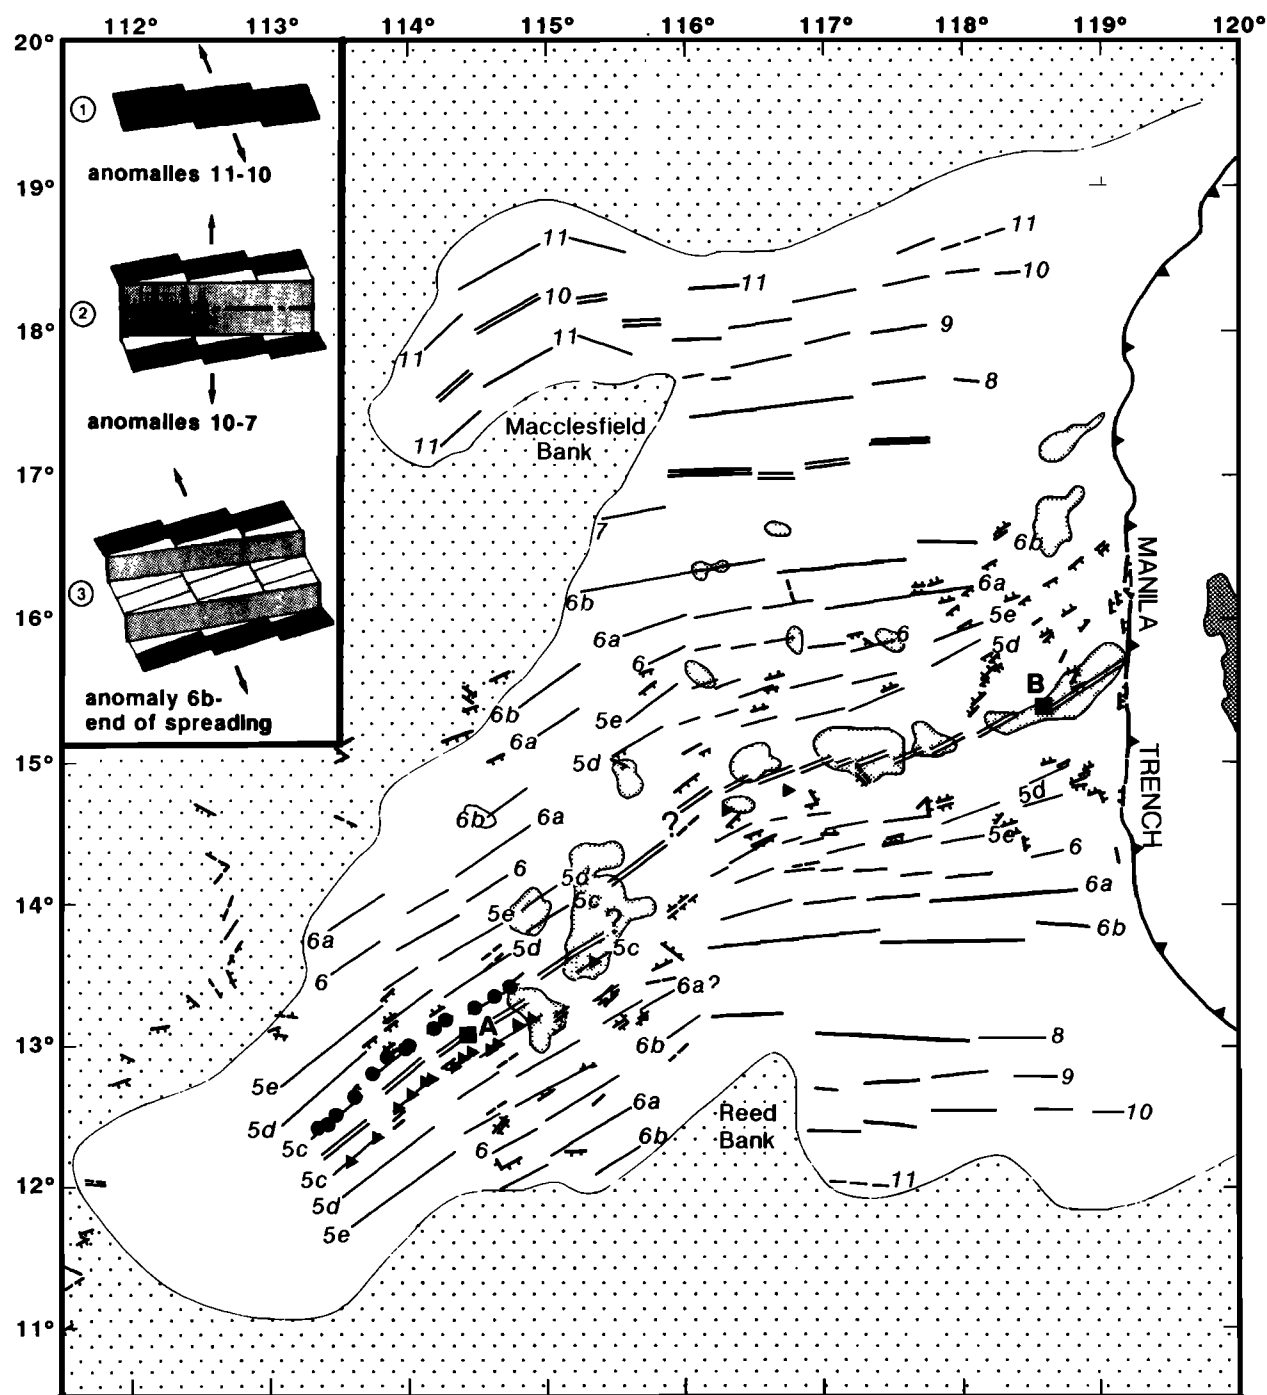 112° 113° 114° 115° 116° 117° 118° 119° 120°
20°
1
anomalies 11-10
19°
11 11
10
11
10
2
18°
9
11
11
8
anomalies 10-7
11
Macclesfield
Bank
17°
7
6b
MANILA
3
16°
6b
6a
5e
6a
6
6
5d
anomaly 6b-
end of spreading
B
6b
5e
6a
15°
5d
TRENCH
5d
6b
6a
?
1
5e
6
6
5d
6a
14°
6c
5e
?
6b
6a
5d
5c
6
6a?
A
13°
6b
8
5e
9
6a
10
5d
Reed
Bank
6b
5c
6
12°
5c
11
5d
5e
11°